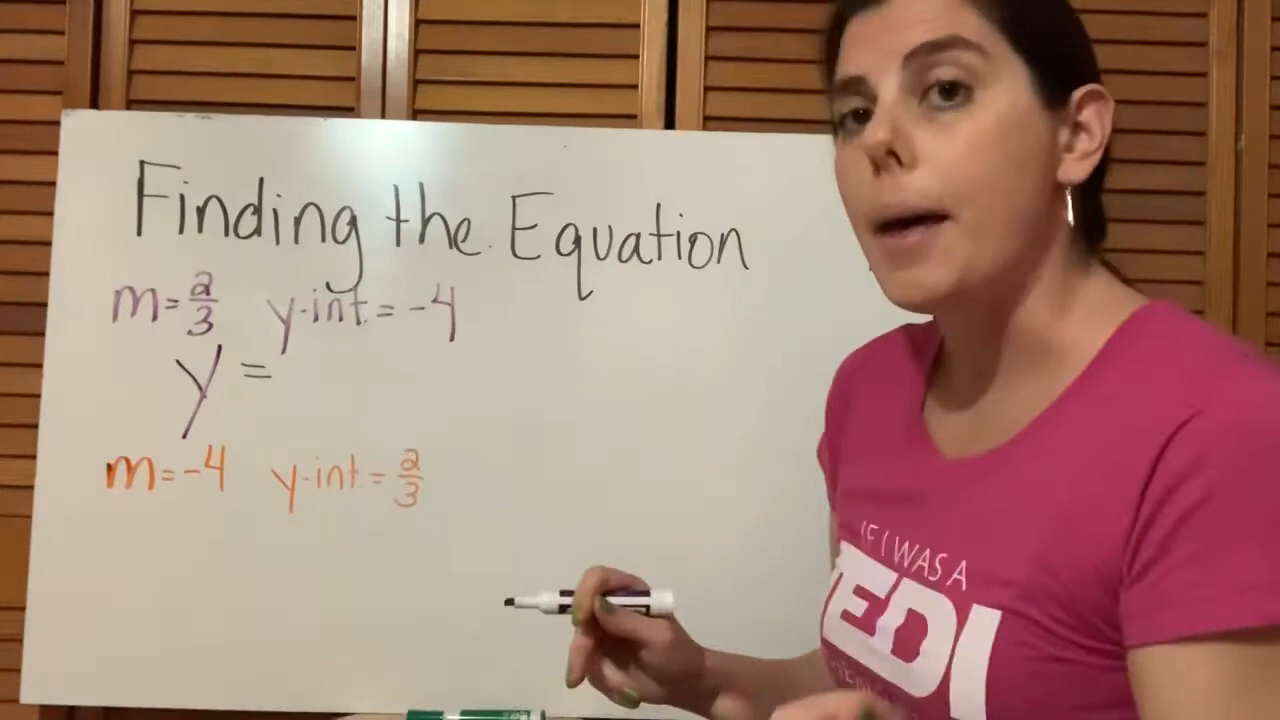 Finding the Equation
m = 2/3 y-int = -4
y =
m = -4 y-int. = 2/3
IF I WAS A
JEDI